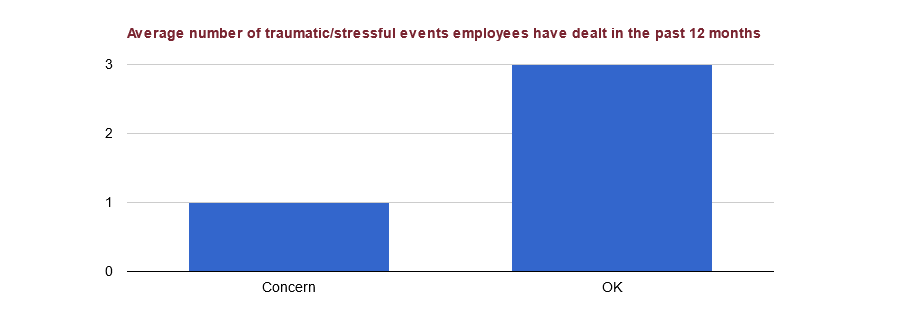 Average number of traumatic/stressful events employees have dealt in the past 12 months
3
2
1
0
Concern
OK